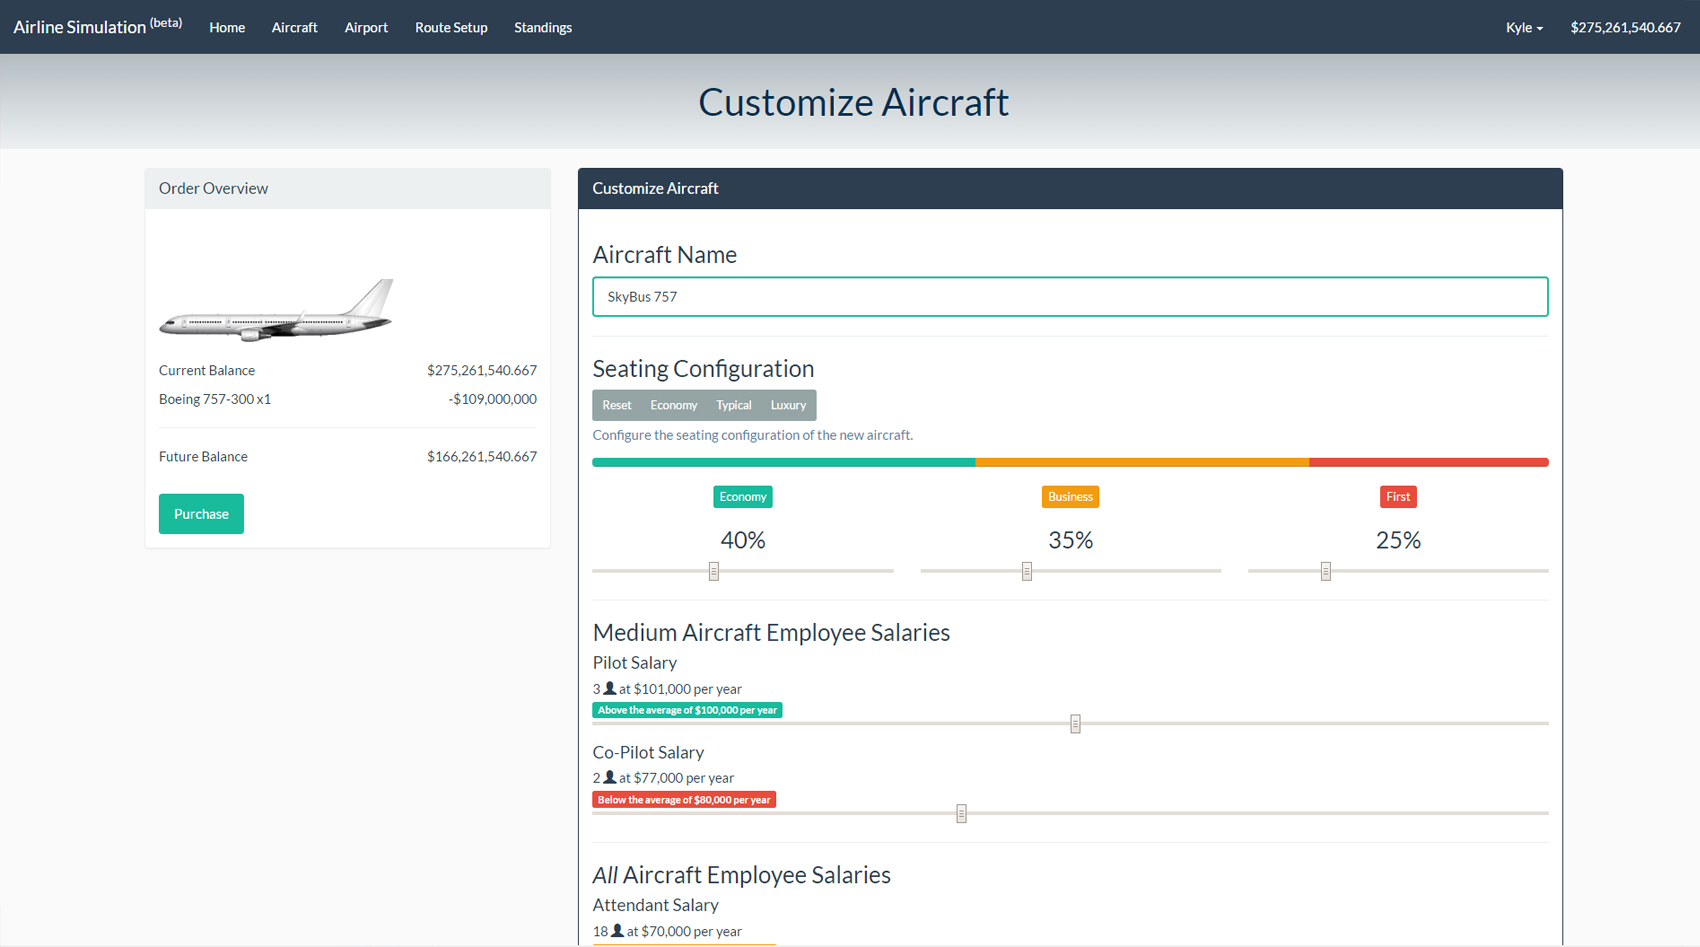 Airline Simulation (beta) Home Aircraft Airport Route Setup Standings Kyle $275,261,540.667
Customize Aircraft
Order Overview
Current Balance $275,261,540.667
Boeing 757-300 x1 -$109,000,000
Future Balance $166,261,540.667
Purchase
Customize Aircraft
Aircraft Name
SkyBus 757
Seating Configuration
Reset Economy Typical Luxury
Configure the seating configuration of the new aircraft.
Economy Business First
40% 35% 25%
Medium Aircraft Employee Salaries
Pilot Salary
3 at $101,000 per year
Above the average of $100,000 per year
Co-Pilot Salary
2 at $77,000 per year
Below the average of $80,000 per year
All Aircraft Employee Salaries
Attendant Salary
18 at $70,000 per year